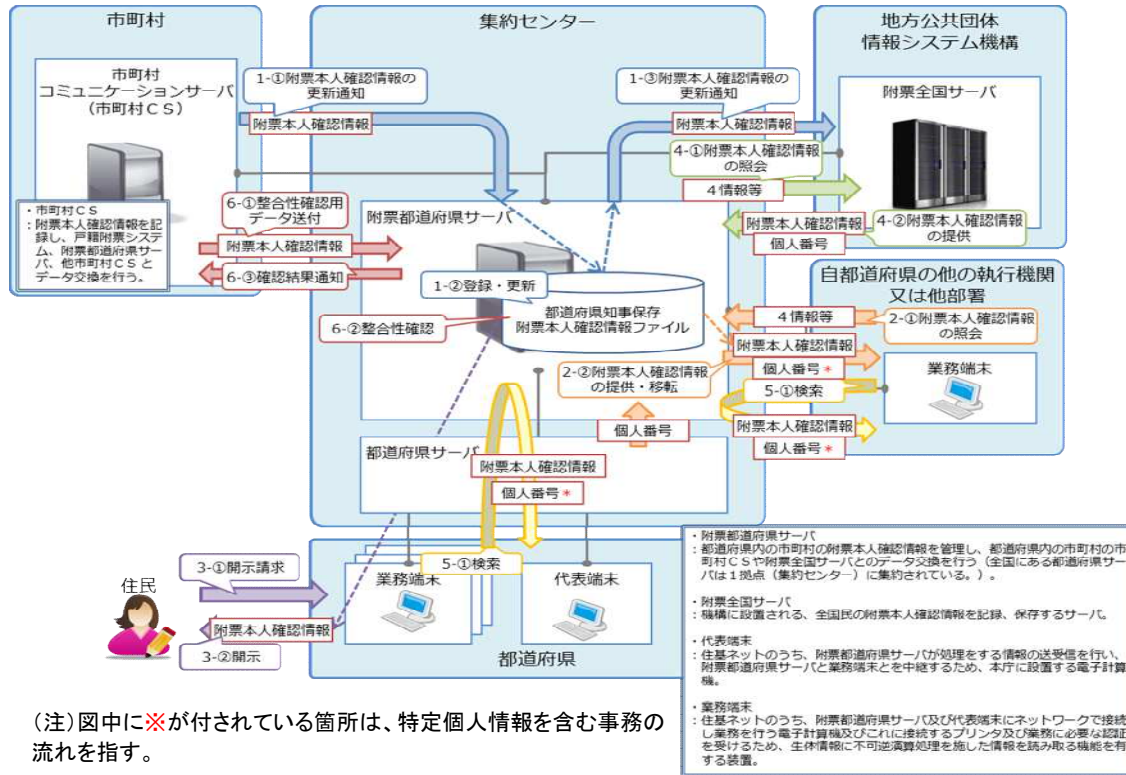 市町村
集約センター
地方公共団体
情報システム機構
市町村
コミュニケーションサーバ
(市町村CS)
1-①附票本人確認情報の
更新通知
附票本人確認情報
1-③附票本人確認情報の
更新通知
附票本人確認情報
附票全国サーバ
4-①附票本人確認情報
の照会
4情報等
附票本人確認情報
個人番号
4-②附票本人確認情報
の提供
・市町村CS
:附票本人確認情報を記
録し、戸籍附票システ
ム、附票都道府県サー
バ、他市町村CSと
データ交換を行う。
6-①整合性確認用
データ送付
附票本人確認情報
6-③確認結果通知
附票都道府県サーバ
1-②登録・更新
6-②整合性確認
都道府県知事保存
附票本人確認情報ファイル
自都道府県の他の執行機関
又は他部署
4情報等
2-①附票本人確認情報
の照会
附票本人確認情報
個人番号*
2-②附票本人確認情報
の提供・移転
業務端末
5-①検索
附票本人確認情報
個人番号*
個人番号
都道府県サーバ
附票本人確認情報
個人番号*
5-①検索
業務端末
代表端末
都道府県
住民
3-①開示請求
附票本人確認情報
3-②開示
・附票都道府県サーバ
:都道府県内の市町村の附票本人確認情報を管理し、都道府県内の市町村の市
町村CSや附票全国サーバとのデータ交換を行う(全国にある都道府県サー
バは1拠点(集約センター)に集約されている。)。
・附票全国サーバ
:機構に設置される、全国民の附票本人確認情報を記録、保存するサーバ。
・代表端末
:住基ネットのうち、附票都道府県サーバが処理をする情報の送受信を行い、
附票都道府県サーバと業務端末とを中継するため、本庁に設置する電子計算
機。
・業務端末
:住基ネットのうち、附票都道府県サーバ及び代表端末にネットワークで接続
し業務を行う電子計算機及びこれに接続するプリンタ及び業務に必要な認証
を受けるため、生体情報に不可逆演算処理を施した情報を読み取る機能を有
する装置。
(注)図中に※が付されている箇所は、特定個人情報を含む事務の
流れを指す。